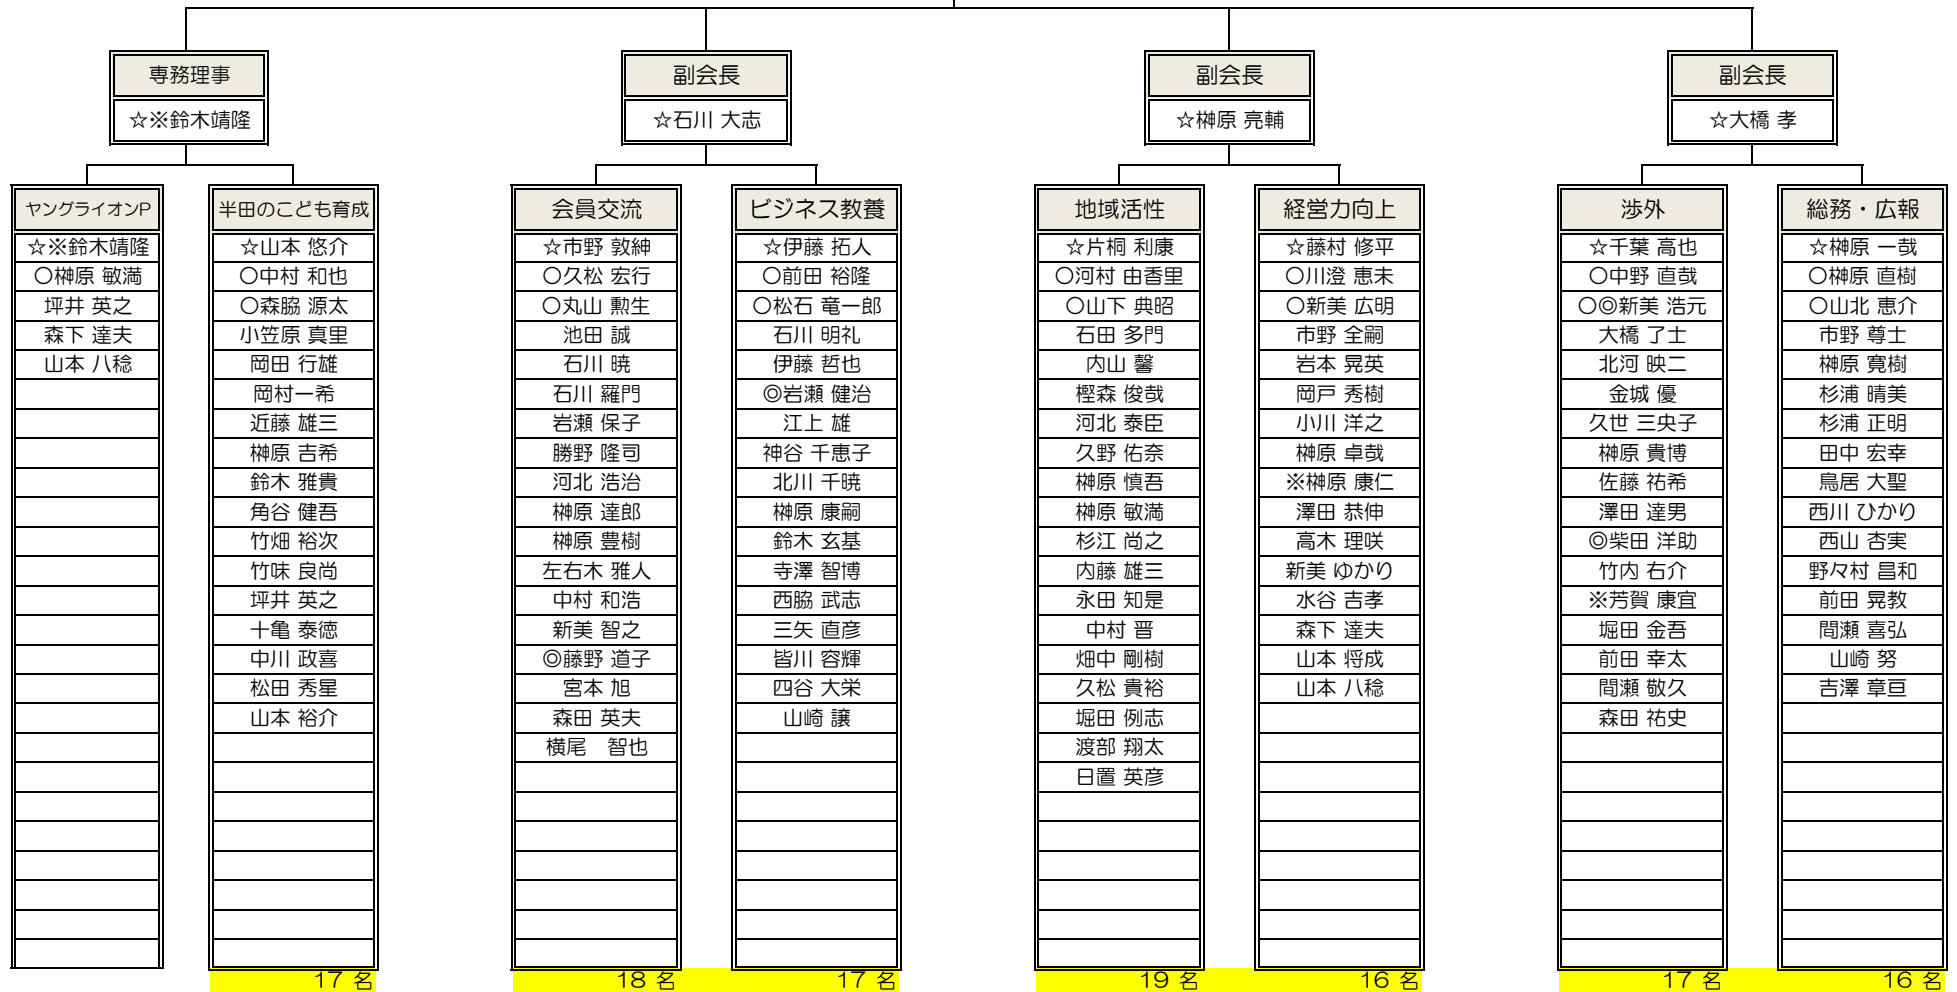 専務理事
☆※鈴木靖隆
副会長
☆石川 大志
副会長
☆榊原 亮輔
副会長
☆大橋 孝
ヤングライオンP
☆※鈴木靖隆
〇榊原 敏満
坪井 英之
森下 達夫
山本 八稔
半田のこども育成
☆山本 悠介
〇中村 和也
〇森脇 源太
小笠原 真里
岡田 行雄
岡村一希
近藤 雄三
榊原 吉希
鈴木 雅貴
角谷 健吾
竹畑 裕次
竹味 良尚
坪井 英之
十亀 泰徳
中川 政喜
松田 秀星
山本 裕介
17 名
会員交流
☆市野 敦紳
〇久松 宏行
〇丸山 勲生
池田 誠
石川 暁
石川 羅門
岩瀬 保子
勝野 隆司
河北 浩治
榊原 達郎
榊原 豊樹
左右木 雅人
中村 和浩
新美 智之
◎藤野 道子
宮本 旭
森田 英夫
横尾　智也
18 名
ビジネス教養
☆伊藤 拓人
〇前田 裕隆
〇松石 竜一郎
石川 明礼
伊藤 哲也
◎岩瀬 健治
江上 雄
神谷 千恵子
北川 千暁
榊原 康嗣
鈴木 玄基
寺澤 智博
西脇 武志
三矢 直彦
皆川 容輝
四谷 大栄
山崎 譲
17 名
地域活性
☆片桐 利康
〇河村 由香里
〇山下 典昭
石田 多門
内山 馨
樫森 俊哉
河北 泰臣
久野 佑奈
榊原 慎吾
榊原 敏満
杉江 尚之
内藤 雄三
永田 知是
中村 晋
畑中 剛樹
久松 貴裕
堀田 例志
渡部 翔太
日置 英彦
19 名
経営力向上
☆藤村 修平
〇川澄 恵未
〇新美 広明
市野 全嗣
岩本 晃英
岡戸 秀樹
小川 洋之
榊原 卓哉
※榊原 康仁
澤田 恭伸
高木 理咲
新美 ゆかり
水谷 吉孝
森下 達夫
山本 将成
山本 八稔
16 名
渉外
☆千葉 高也
〇中野 直哉
〇◎新美 浩元
大橋 了士
北河 映二
金城 優
久世 三央子
榊原 貴博
佐藤 祐希
澤田 達男
◎柴田 洋助
竹内 右介
※芳賀 康宜
堀田 金吾
前田 幸太
間瀬 敬久
森田 祐史
17 名
総務・広報
☆榊原 一哉
〇榊原 直樹
〇山北 恵介
市野 尊士
榊原 寛樹
杉浦 晴美
杉浦 正明
田中 宏幸
鳥居 大聖
西川 ひかり
西山 杏実
野々村 昌和
前田 晃教
間瀬 喜弘
山崎 努
吉澤 章亘
16 名